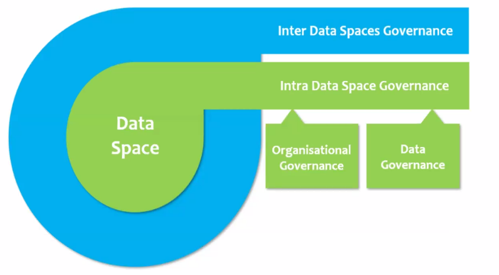 Inter Data Spaces Governance
Intra Data Space Governance
Data
Space
Organisational
Governance
Data
Governance